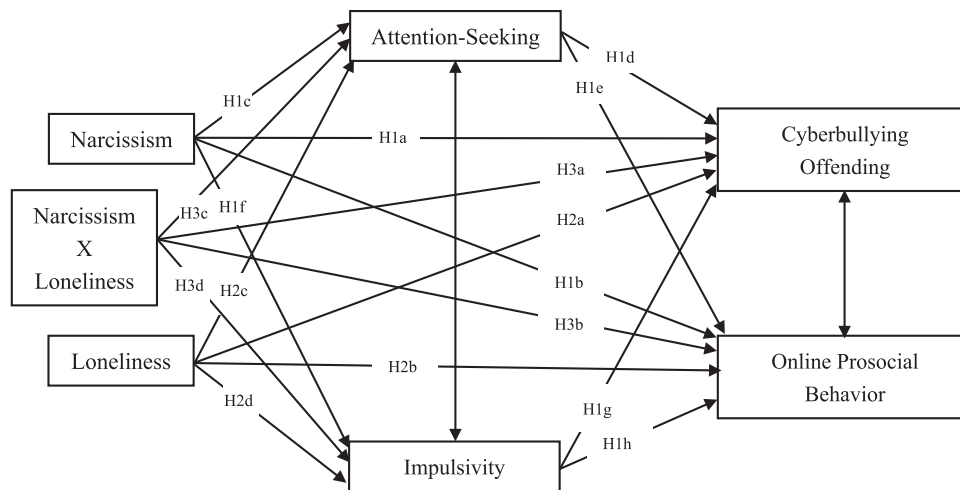 Attention-Seeking
H1d
H1e
H1c
Narcissism
H1a
Cyberbullying
Offending
H3a
H3c
H1f
H2a
Narcissism
X
Loneliness
H3d
H2c
H1b
H3b
Loneliness
H2b
Online Prosocial
Behavior
H2d
H1g
H1h
Impulsivity